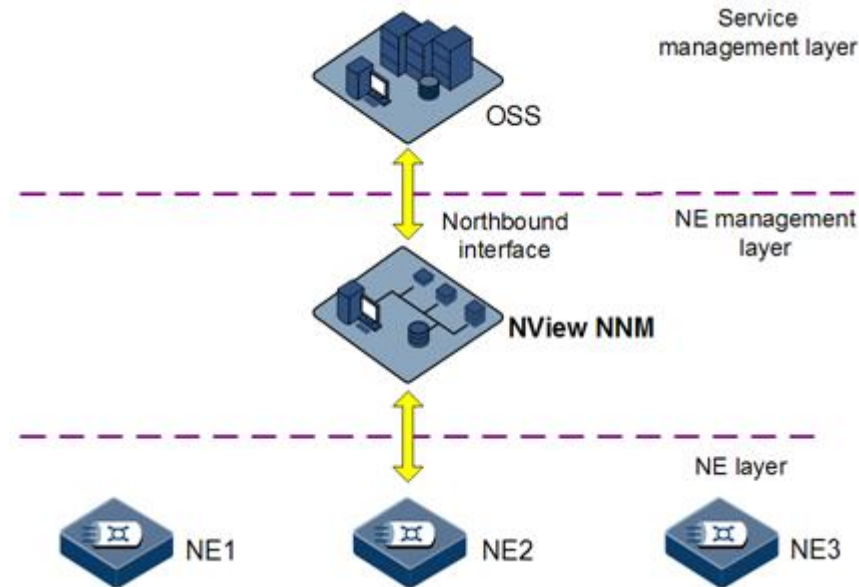 Service
management layer
OSS
Northbound
interface
NE management
layer
NView NNM
NE layer
NE1
NE2
NE3